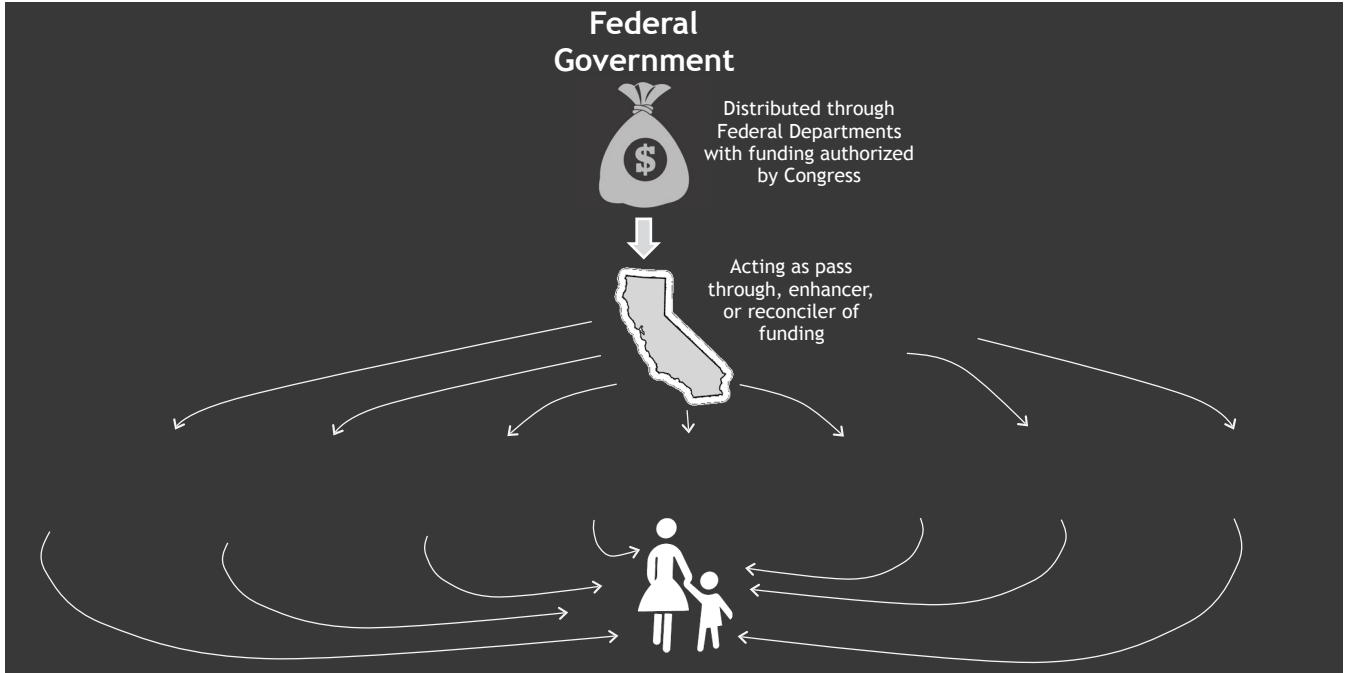 Federal
Government
$
Distributed through
Federal Departments
with funding authorized
by Congress
Acting as pass
through, enhancer,
or reconciler of
funding